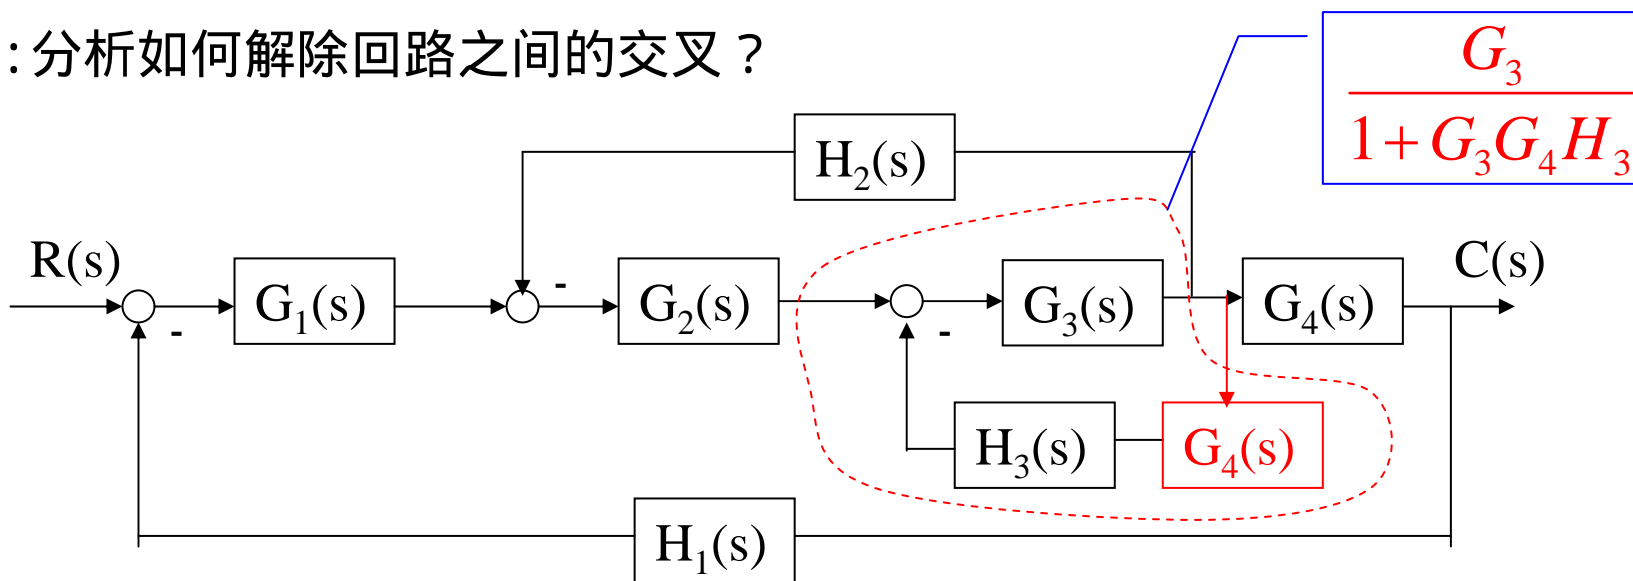 : 分析如何解除回路之间的交叉？
G₃
1 + G₃G₄H₃
H₂(s)
R(s)
G₁(s)
-
G₂(s)
G₃(s)
G₄(s)
C(s)
-
-
H₃(s)
G₄(s)
H₁(s)